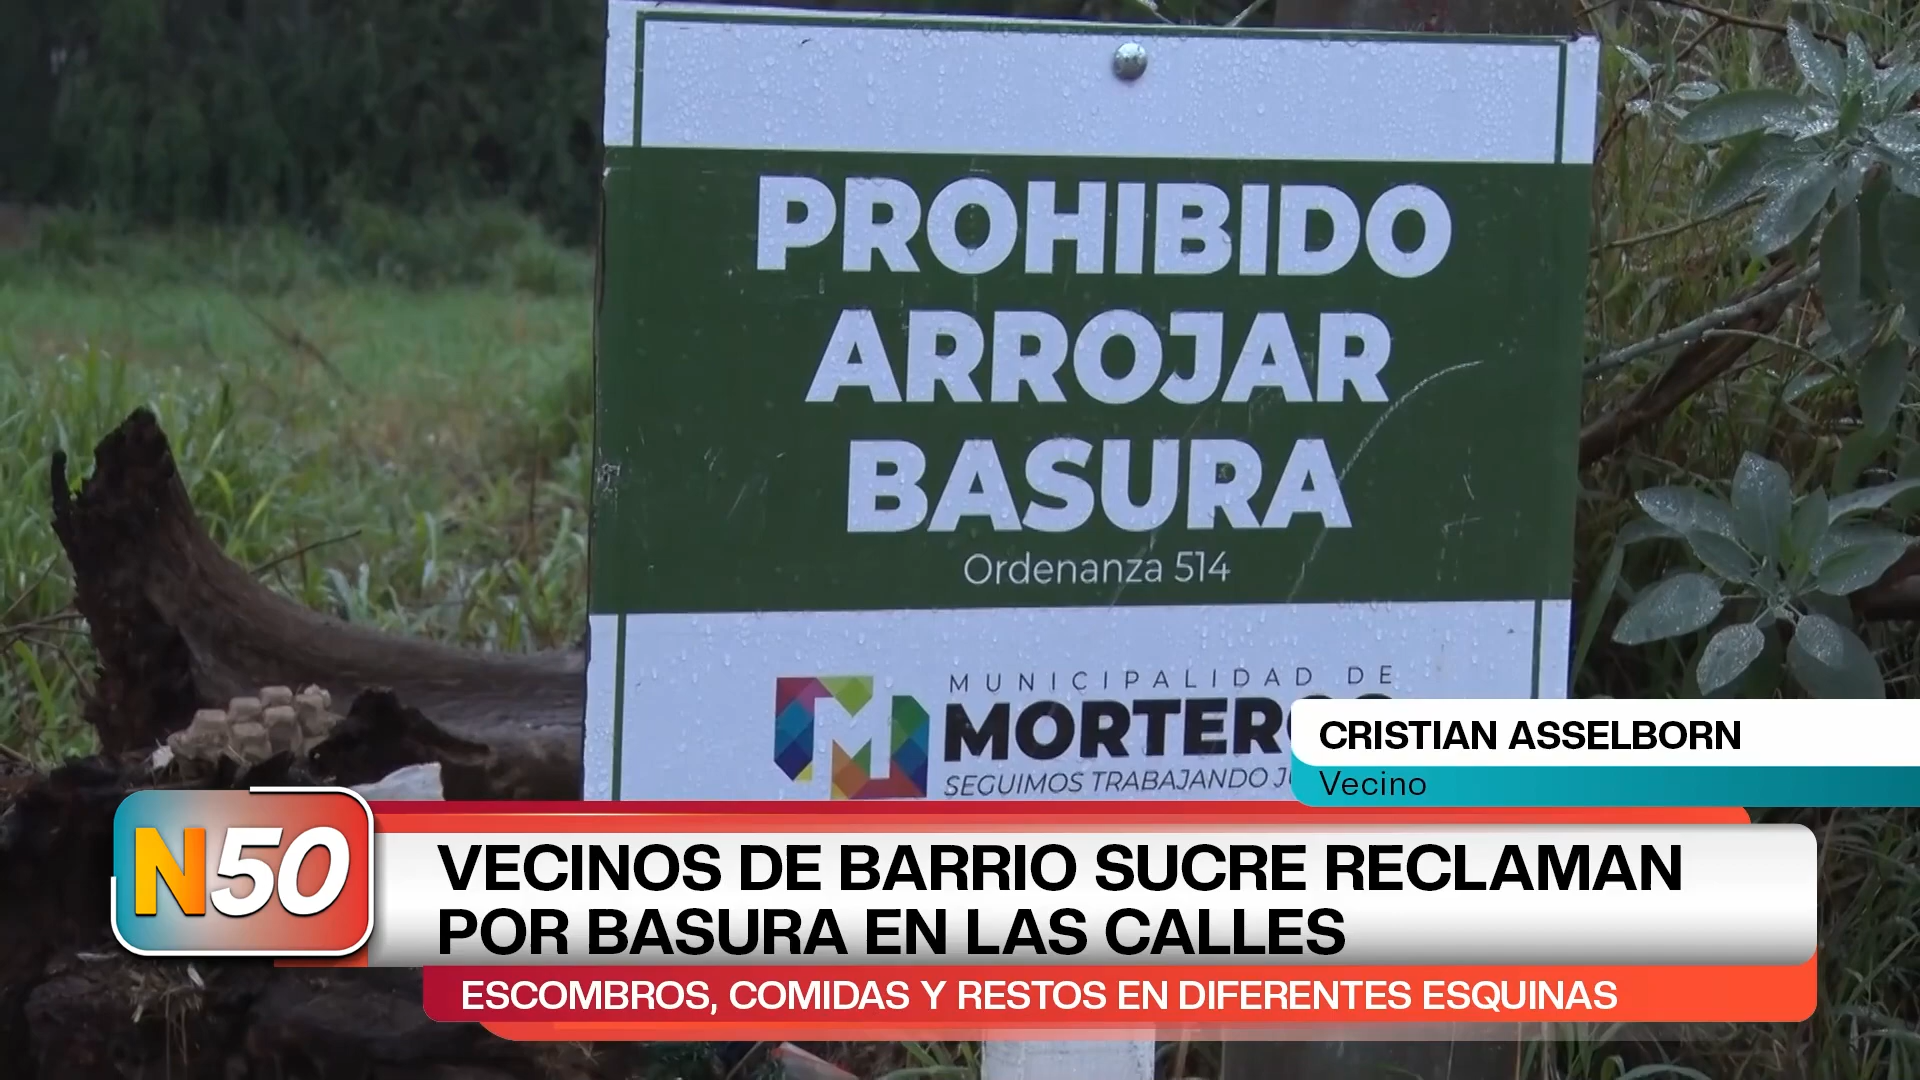 PROHIBIDO
ARROJAR
BASURA
Ordenanza 514
MUNICIPALIDAD DE
SEGUIMOS TRABAJANDO
CRISTIAN ASSELBORN
Vecino
N50
VECINOS DE BARRIO SUCRE RECLAMAN
POR BASURA EN LAS CALLES
ESCOMBROS, COMIDAS Y RESTOS EN DIFERENTES ESQUINAS